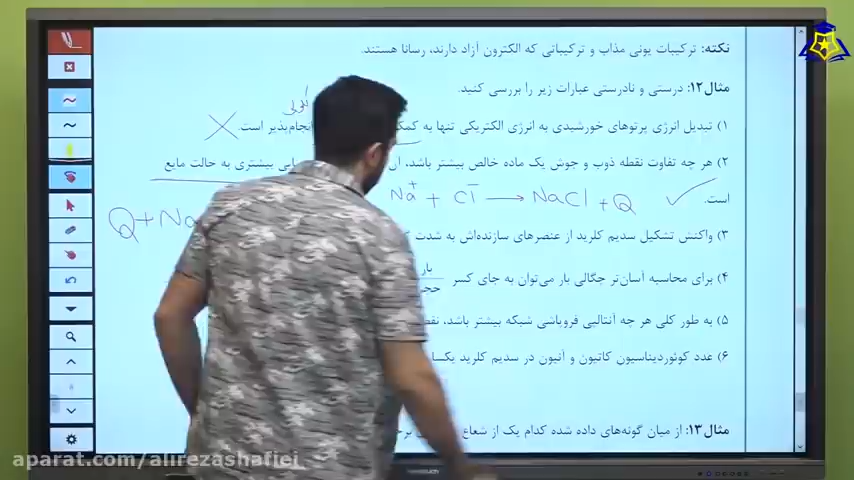 نکته: ترکیبات یونی مذاب و ترکیباتی که الکترون آزاد دارند، رسانا هستند.
مثال۱۲: درستی و نادرستی عبارات زیر را بررسی کنید.
۱) تبدیل انرژی پرتوهای خورشیدی به انرژی الکتریکی تنها به کمک انجام‌پذیر است.
۲) هر چه تفاوت نقطه ذوب و جوش یک ماده خالص بیشتر باشد، آن بیشتری به حالت مایع
است.
Na+ + Cl- → NaCl + Q
Q + Na
۳) واکنش تشکیل سدیم کلرید از عنصرهای سازنده‌اش به شدت
۴) برای محاسبه آسان‌تر چگالی بار می‌توان به جای کسر بار
۵) به طور کلی هر چه آنتالپی فروپاشی شبکه بیشتر باشد،
۶) عدد کوئوردیناسیون کاتیون و آنیون در سدیم کلرید
مثال۱۳: از میان گونه‌های داده شده کدام یک از شعاع
aparat.com/alirezashafiei